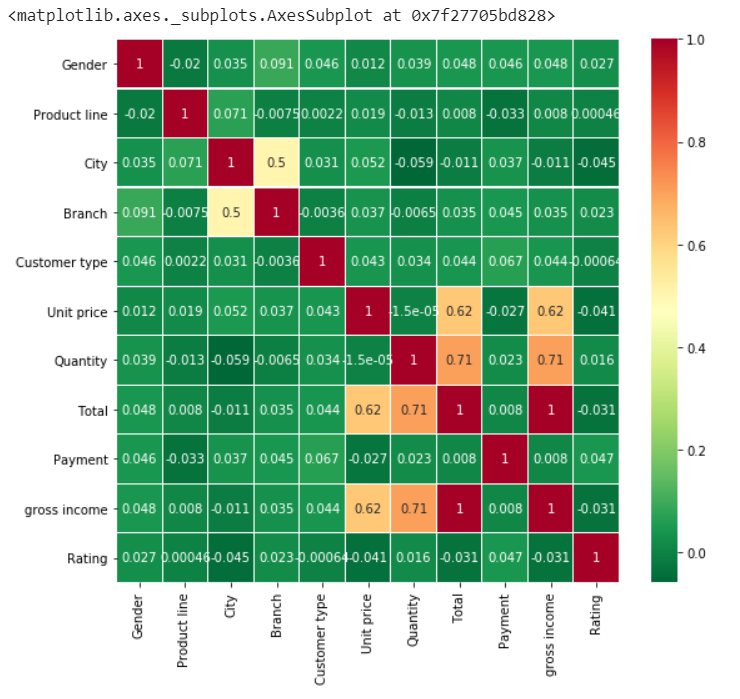 <matplotlib.axes._subplots.AxesSubplot at 0x7f27705bd828>
Gender 1 -0.02 0.035 0.091 0.046 0.012 0.039 0.048 0.046 0.048 0.027
Product line -0.02 1 0.071 -0.0075 0.0022 0.019 -0.013 0.008 -0.033 0.008 0.00046
City 0.035 0.071 1 0.5 0.031 0.052 -0.059 -0.011 0.037 -0.011 -0.045
Branch 0.091 -0.0075 0.5 1 -0.0036 0.037 -0.0065 0.035 0.045 0.035 0.023
Customer type 0.046 0.0022 0.031 -0.0036 1 0.043 0.034 0.044 0.067 0.044 -0.00064
Unit price 0.012 0.019 0.052 0.037 0.043 1 -1.5e-05 0.62 -0.027 0.62 -0.041
Quantity 0.039 -0.013 -0.059 -0.0065 0.034 -1.5e-05 1 0.71 0.023 0.71 0.016
Total 0.048 0.008 -0.011 0.035 0.044 0.62 0.71 1 0.008 1 -0.031
Payment 0.046 -0.033 0.037 0.045 0.067 -0.027 0.023 0.008 1 0.008 0.047
gross income 0.048 0.008 -0.011 0.035 0.044 0.62 0.71 1 0.008 1 -0.031
Rating 0.027 0.00046 -0.045 0.023 -0.00064 -0.041 0.016 -0.031 0.047 -0.031 1
Gender
Product line
City
Branch
Customer type
Unit price
Quantity
Total
Payment
gross income
Rating
1.0
0.8
0.6
0.4
0.2
0.0